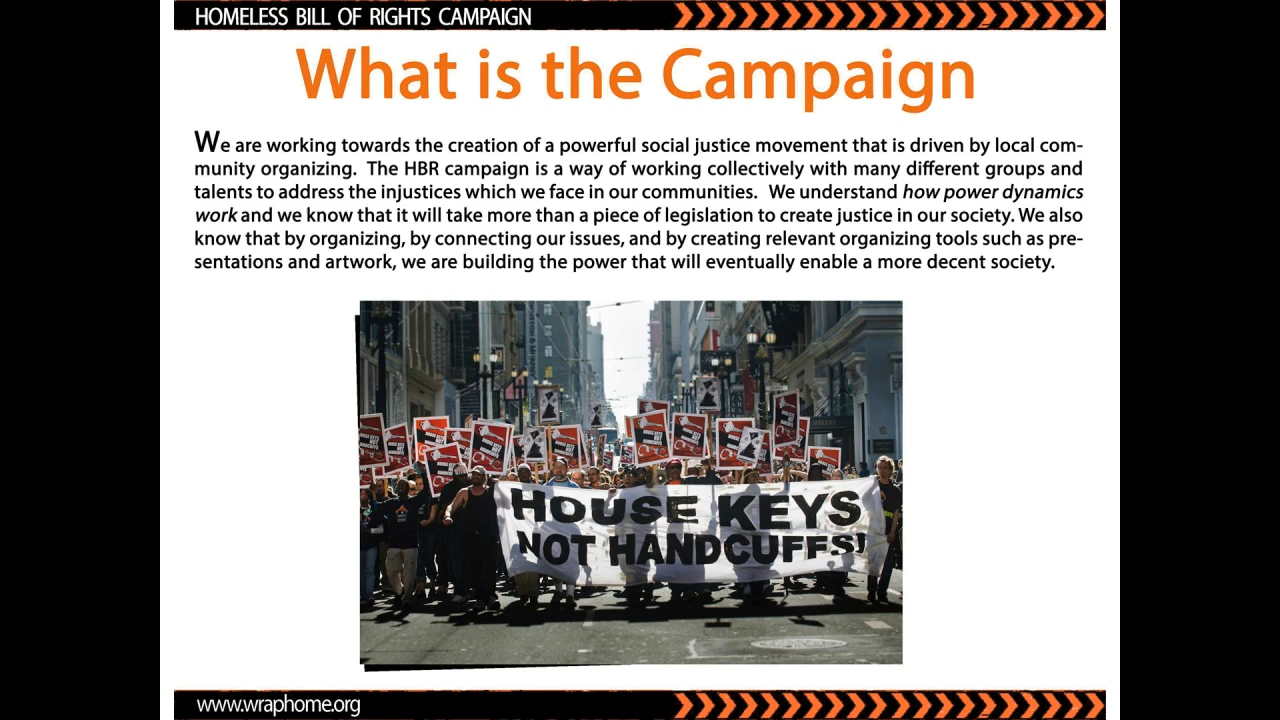 HOMELESS BILL OF RIGHTS CAMPAIGN
What is the Campaign
We are working towards the creation of a powerful social justice movement that is driven by local com-
munity organizing.  The HBR campaign is a way of working collectively with many different groups and
talents to address the injustices which we face in our communities.  We understand how power dynamics
work and we know that it will take more than a piece of legislation to create justice in our society. We also
know that by organizing, by connecting our issues, and by creating relevant organizing tools such as pre-
sentations and artwork, we are building the power that will eventually enable a more decent society.
HOUSE KEYS
NOT HANDCUFFS!
www.wraphome.org